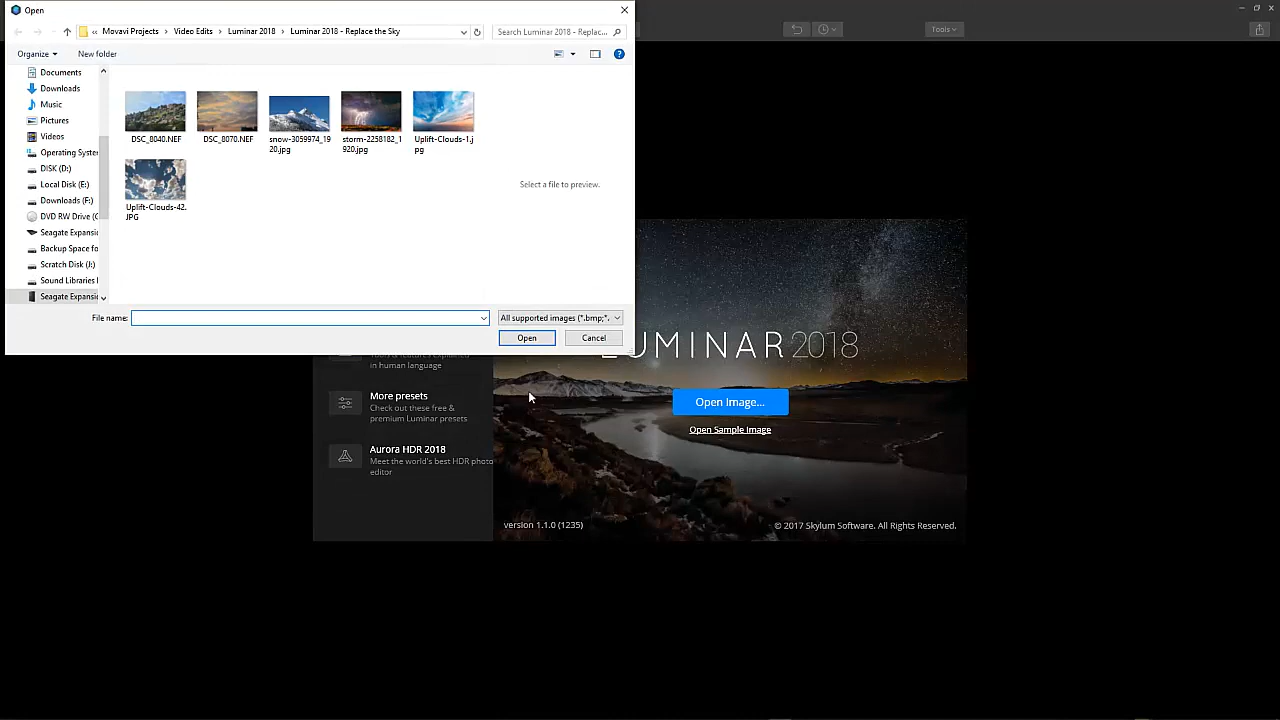 Open
Tools
«
Movavi Projects > Video Edits > Luminar 2018 > Luminar 2018 - Replace the Sky
Search Luminar 2018 - Replac...
Organize
New folder
Documents
Downloads
Music
Pictures
Videos
Operating Syste
DISK (D:)
Local Disk (E:)
Downloads (F:)
DVD RW Drive (G
Seagate Expansio
Backup Space fo
Scratch Disk (J:)
Sound Libraries
Seagate Expansio
DSC_8040.NEF
DSC_8070.NEF
snow-3059974_19
20.jpg
storm-2258182_1
920.jpg
Uplift-Clouds-1.j
pg
Uplift-Clouds-42.
JPG
Select a file to preview.
File name:
All supported images (*.bmp;*.
Open
Cancel
LUMINAR 2018
Open Image...
Open Sample Image
in human language
More presets
Check out these free &
premium Luminar presets
Aurora HDR 2018
Meet the world's best HDR photo
editor
version 1.1.0 (1235)
© 2017 Skylum Software. All Rights Reserved.